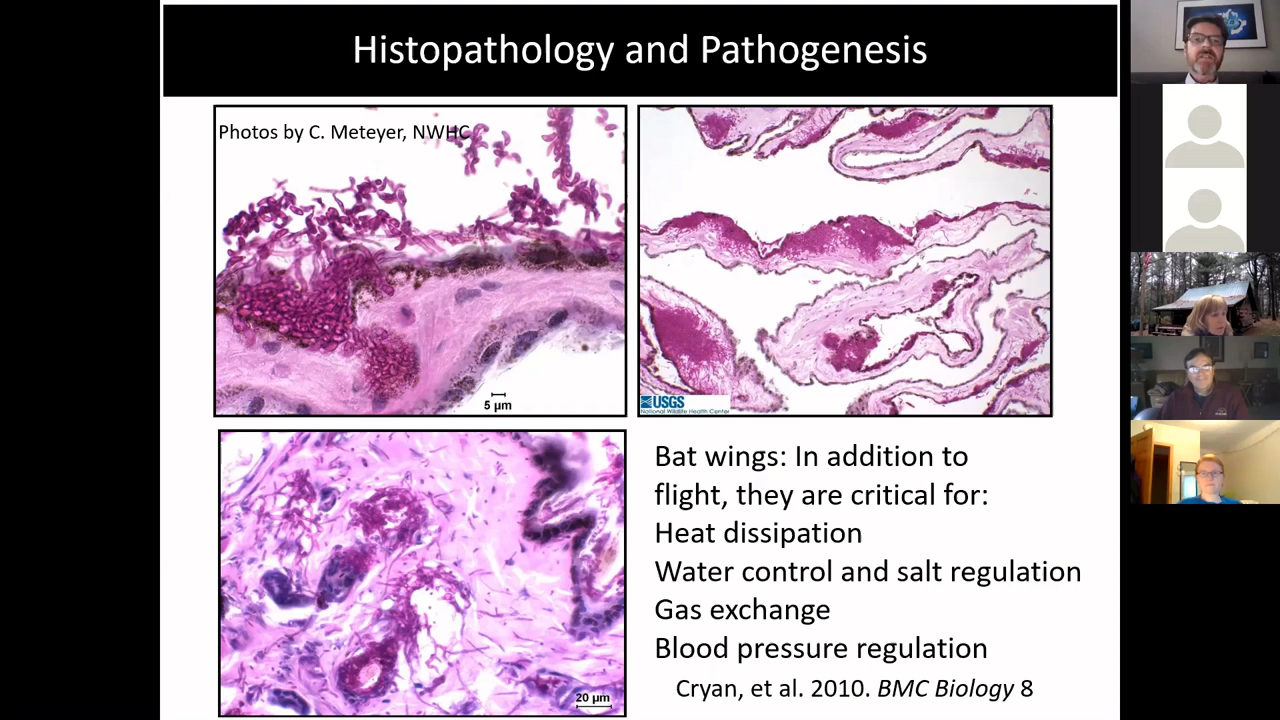 Histopathology and Pathogenesis
Photos by C. Meteyer, NWHC
5 µm
USGS
National Wildlife Health Center
20 µm
Bat wings: In addition to
flight, they are critical for:
Heat dissipation
Water control and salt regulation
Gas exchange
Blood pressure regulation
Cryan, et al. 2010. BMC Biology 8